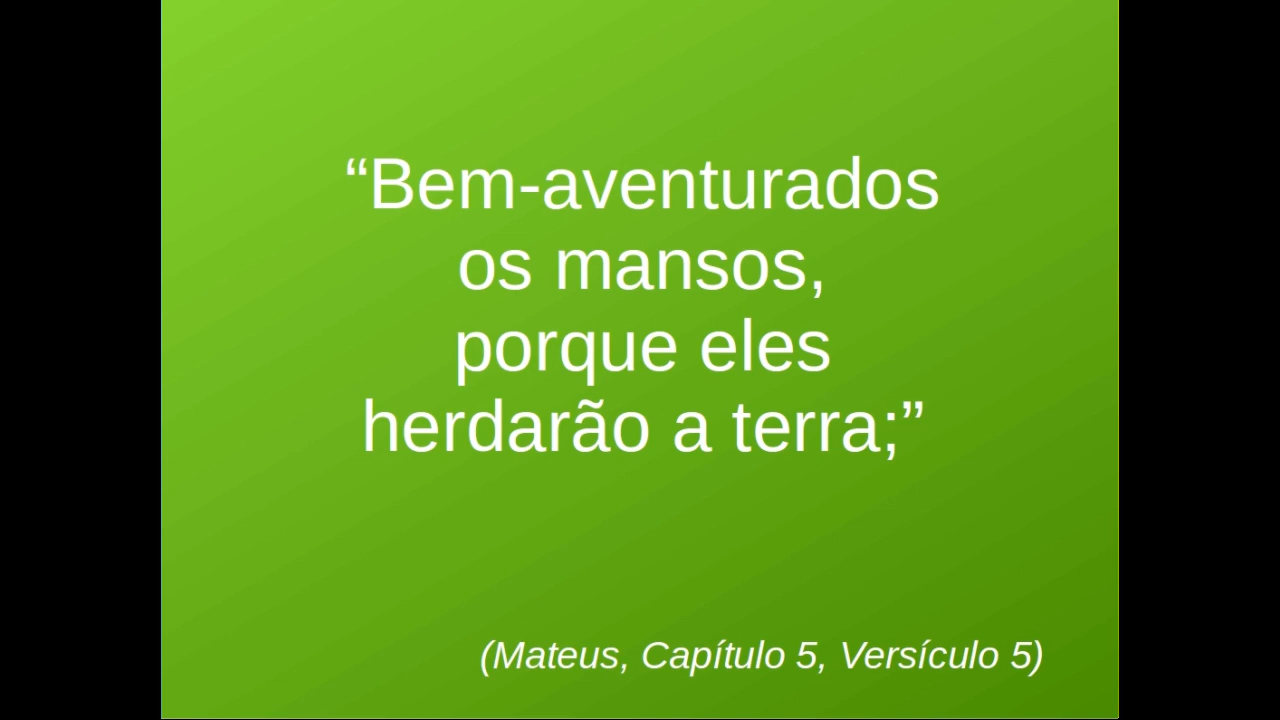 “Bem-aventurados
os mansos,
porque eles
herdarão a terra;”
(Mateus, Capítulo 5, Versículo 5)